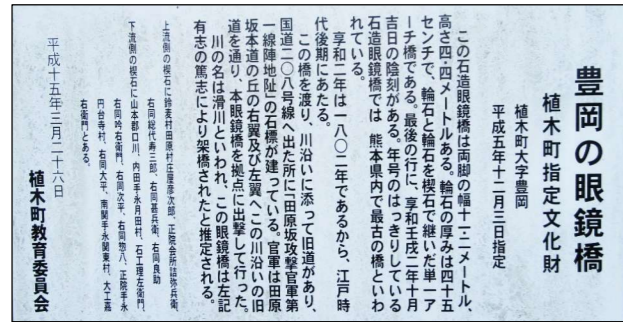 豊岡の眼鏡橋
植木町指定文化財
植木町大字豊岡
平成五年十二月三日指定
この石造眼鏡橋は両脚の幅十一・二メートル、
高さ四・四メートルある。輪石の厚みは四十五
センチで、輪石と輪石を楔石で継いだ単一ア
ーチ橋である。最後の行に、享和壬戌二年十月
吉日の陰刻がある。年号のはっきりしている
石造眼鏡橋では 熊本県内で最古の橋といわ
れている。
享和二年は一八〇二年であるから、江戸時
代後期にあたる。
この橋を渡り、川沿いに添って旧道があり、
国道二〇八号線へ出た所に「田原坂攻撃官軍第
一線陣地趾」の石標が建っている。官軍は田原
坂本道の丘の右翼及び左翼へこの川沿いの旧
道を通り、本眼鏡橋を拠点に出撃して行った。
川の名は滑川といわれ、この眼鏡橋は左記
有志の篤志により架橋されたと推定される。
上流側の楔石に鈴麦村田原村庄屋彦次郎、正院会所詰弥兵衛、
右同総代寿三郎、右同甚兵衛、右同良助
下流側の楔石に山本郡口川、内田手永月田村、石工理左衛門、
右同吟右衛門、右同次平、右同惣八、正院手永
円台寺村、右同大平、南関手永関東村、大工嘉
右衛門とある。
平成十五年三月二十六日
植木町教育委員会